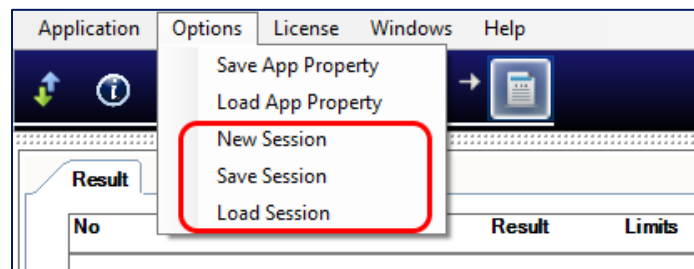 Application Options License Windows Help
Save App Property
Load App Property
New Session
Save Session
Load Session
Result
No Result Limits